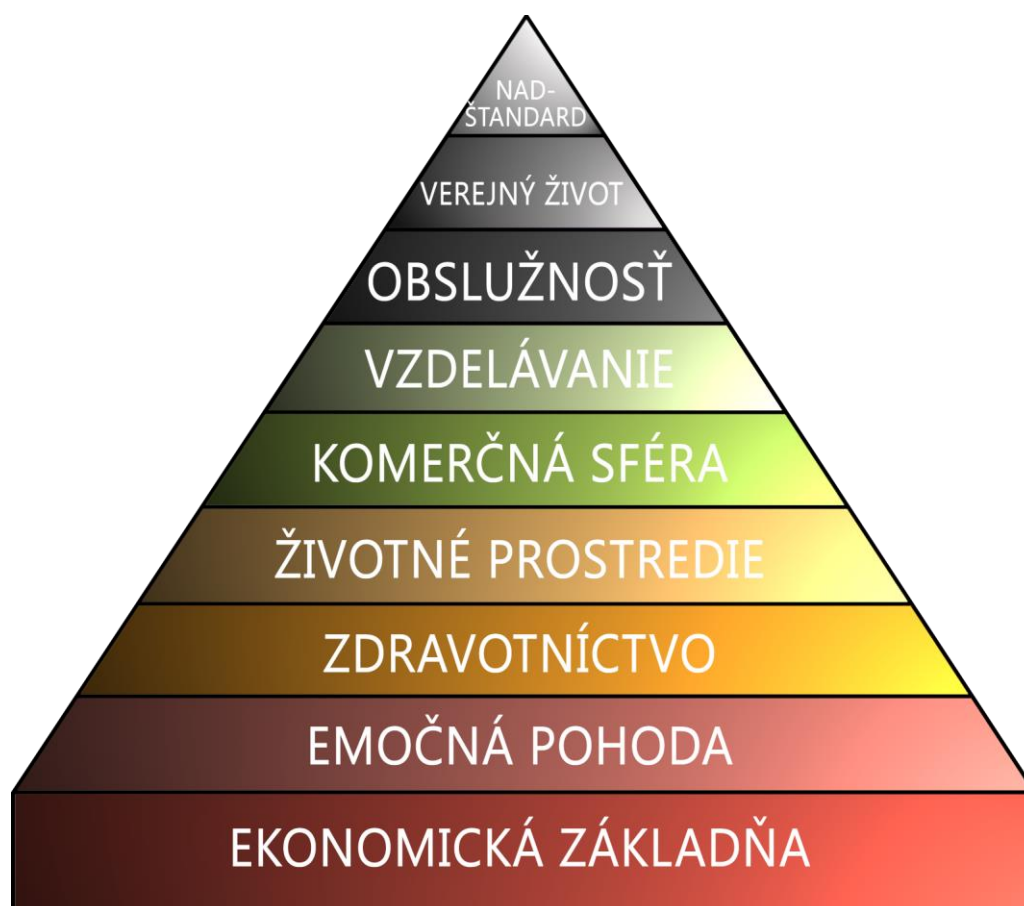 NAD-
ŠTANDARD
VEREJNÝ ŽIVOT
OBSLUŽNOSŤ
VZDELÁVANIE
KOMERČNÁ SFÉRA
ŽIVOTNÉ PROSTREDIE
ZDRAVOTNÍCTVO
EMOČNÁ POHODA
EKONOMICKÁ ZÁKLADŇA